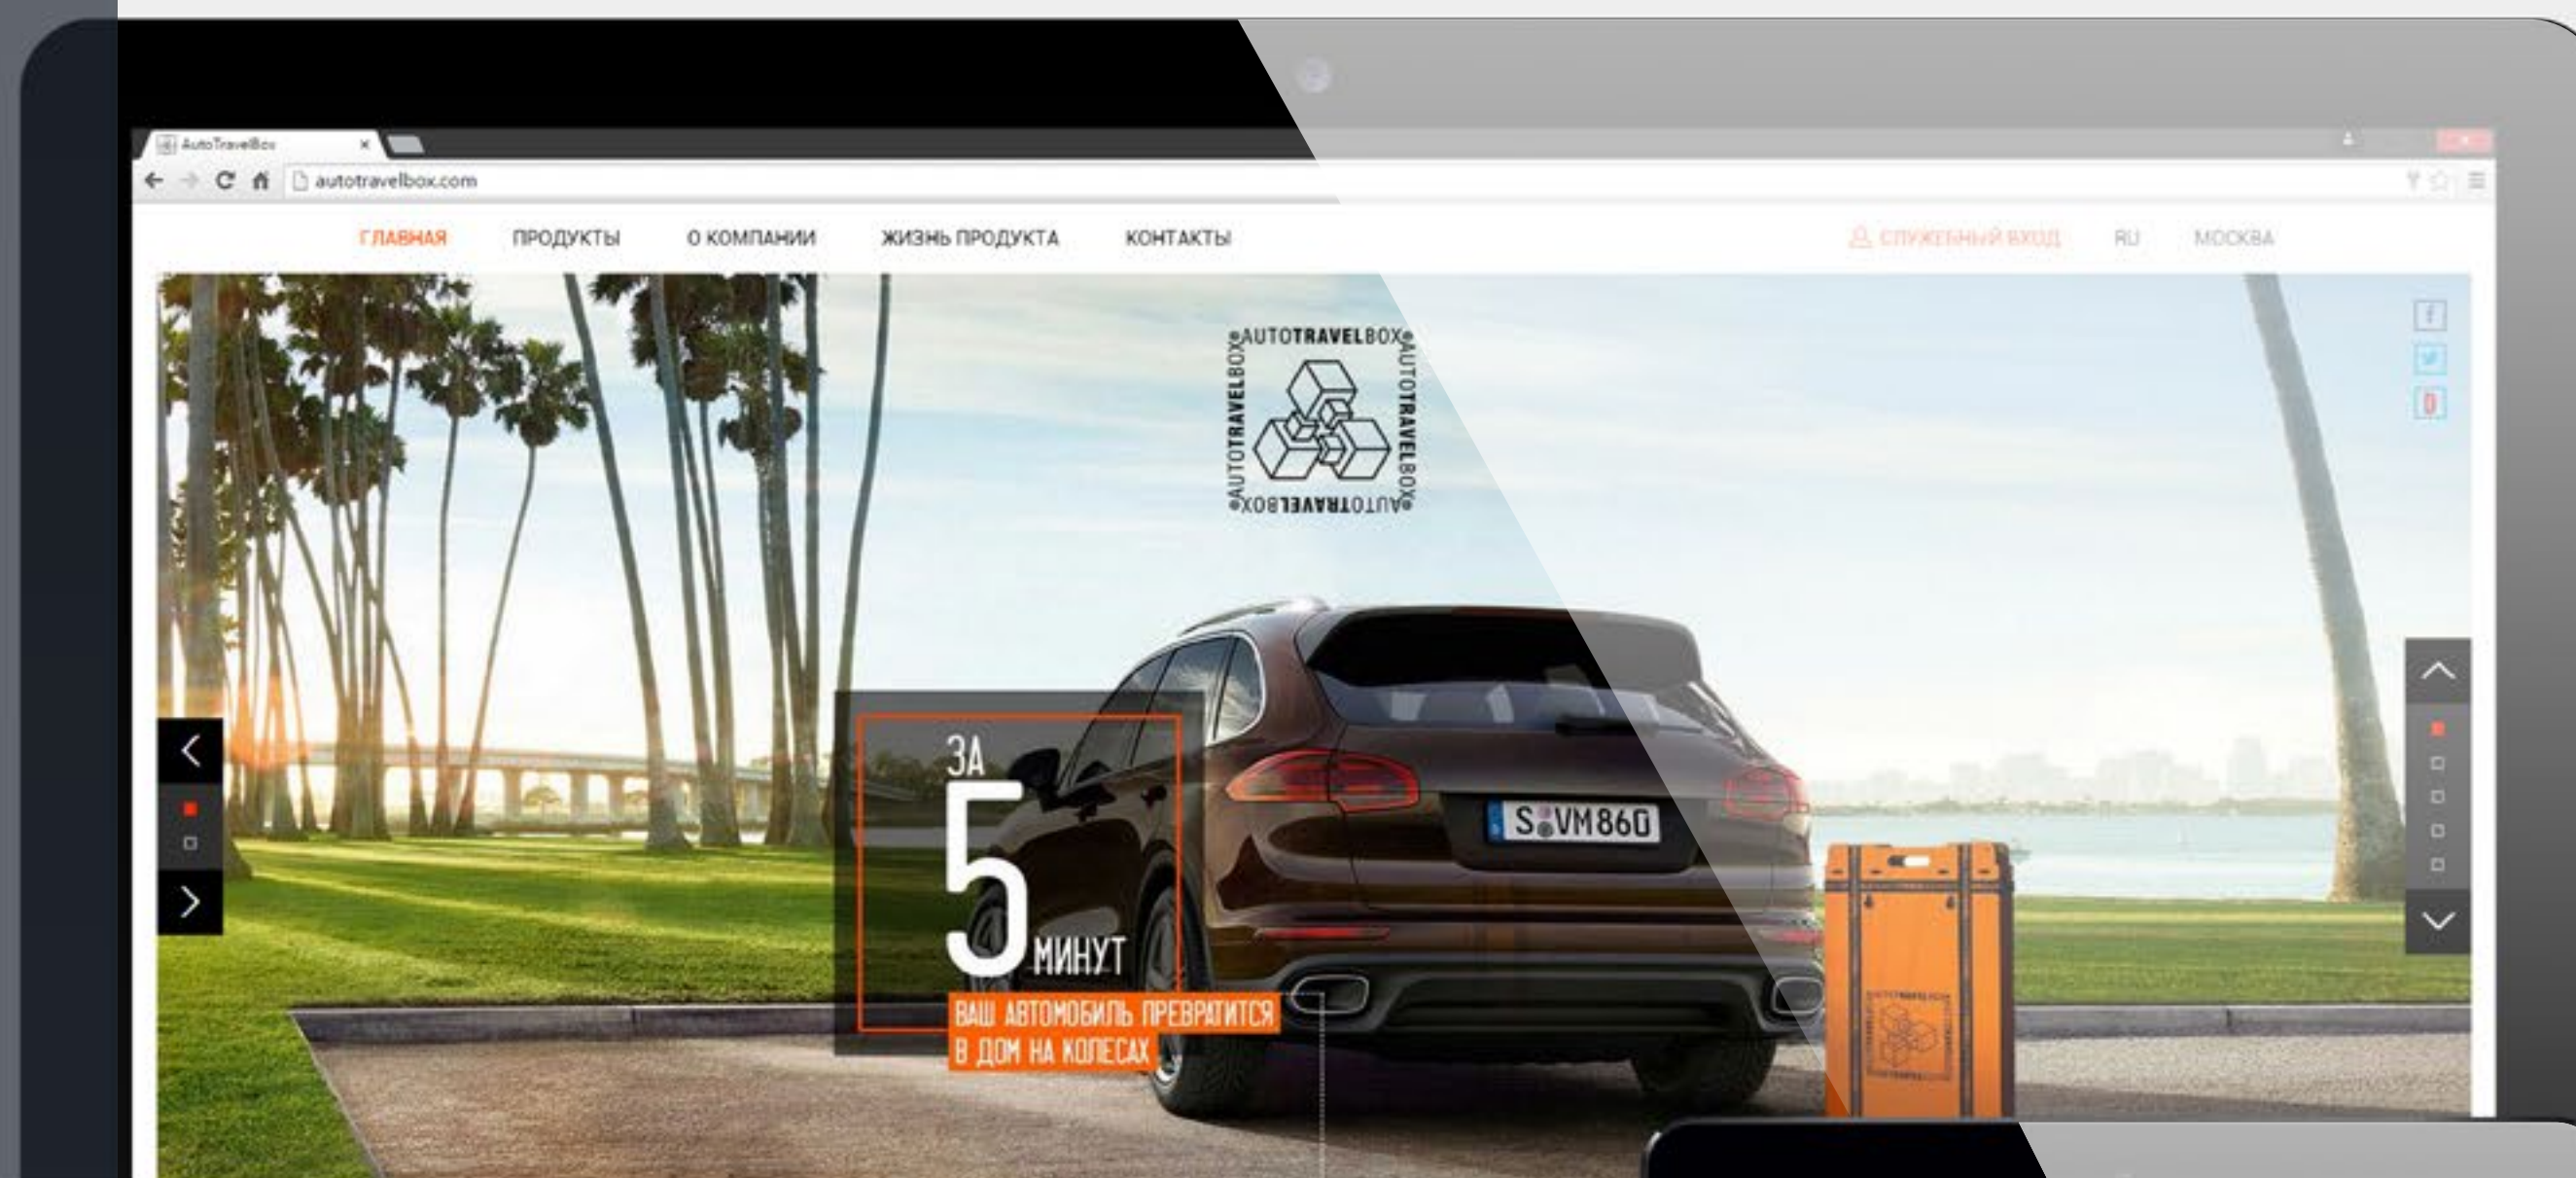 AutoTravelBox
autotravelbox.com
ГЛАВНАЯ ПРОДУКТЫ О КОМПАНИИ ЖИЗНЬ ПРОДУКТА КОНТАКТЫ СЛУЖЕБНЫЙ ВХОД RU МОСКВА
AUTOTRAVELBOX
AUTOTRAVELBOX
AUTOTRAVELBOX
AUTOTRAVELBOX
ЗА
5 МИНУТ
ВАШ АВТОМОБИЛЬ ПРЕВРАТИТСЯ
В ДОМ НА КОЛЕСАХ
S VM 860